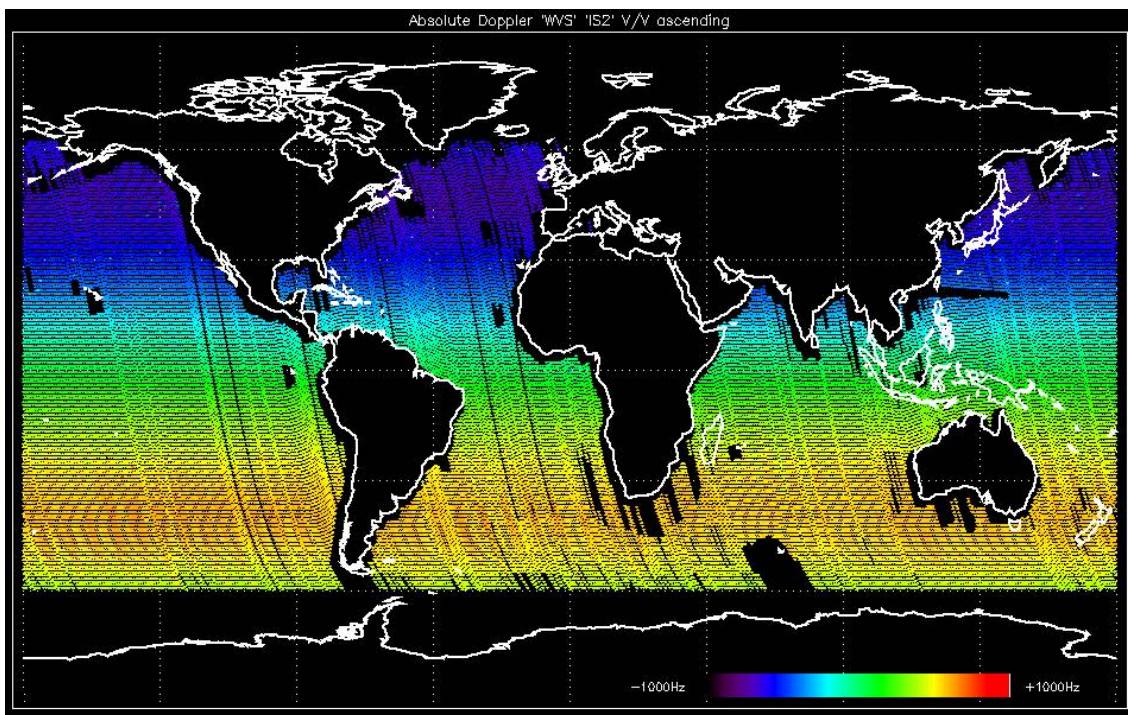 Absolute Doppler 'WVS' 'IS2' V/V ascending
−1000Hz +1000Hz